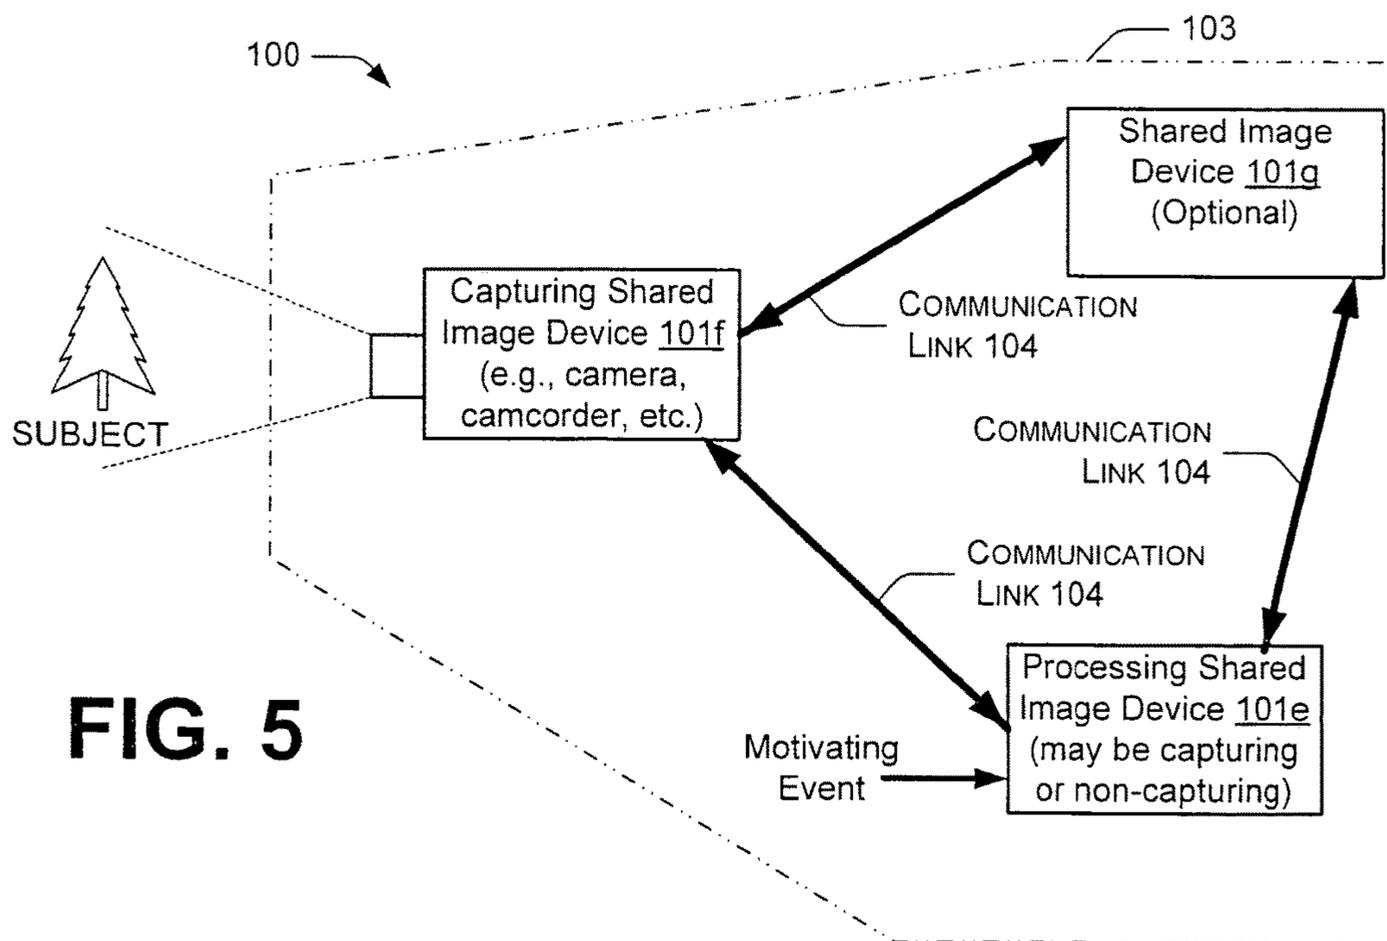 100
103
Shared Image
Device 101g
(Optional)
Capturing Shared
Image Device 101f
(e.g., camera,
camcorder, etc.)
COMMUNICATION
LINK 104
SUBJECT
COMMUNICATION
LINK 104
COMMUNICATION
LINK 104
Processing Shared
Image Device 101e
(may be capturing
or non-capturing)
Motivating
Event
FIG. 5